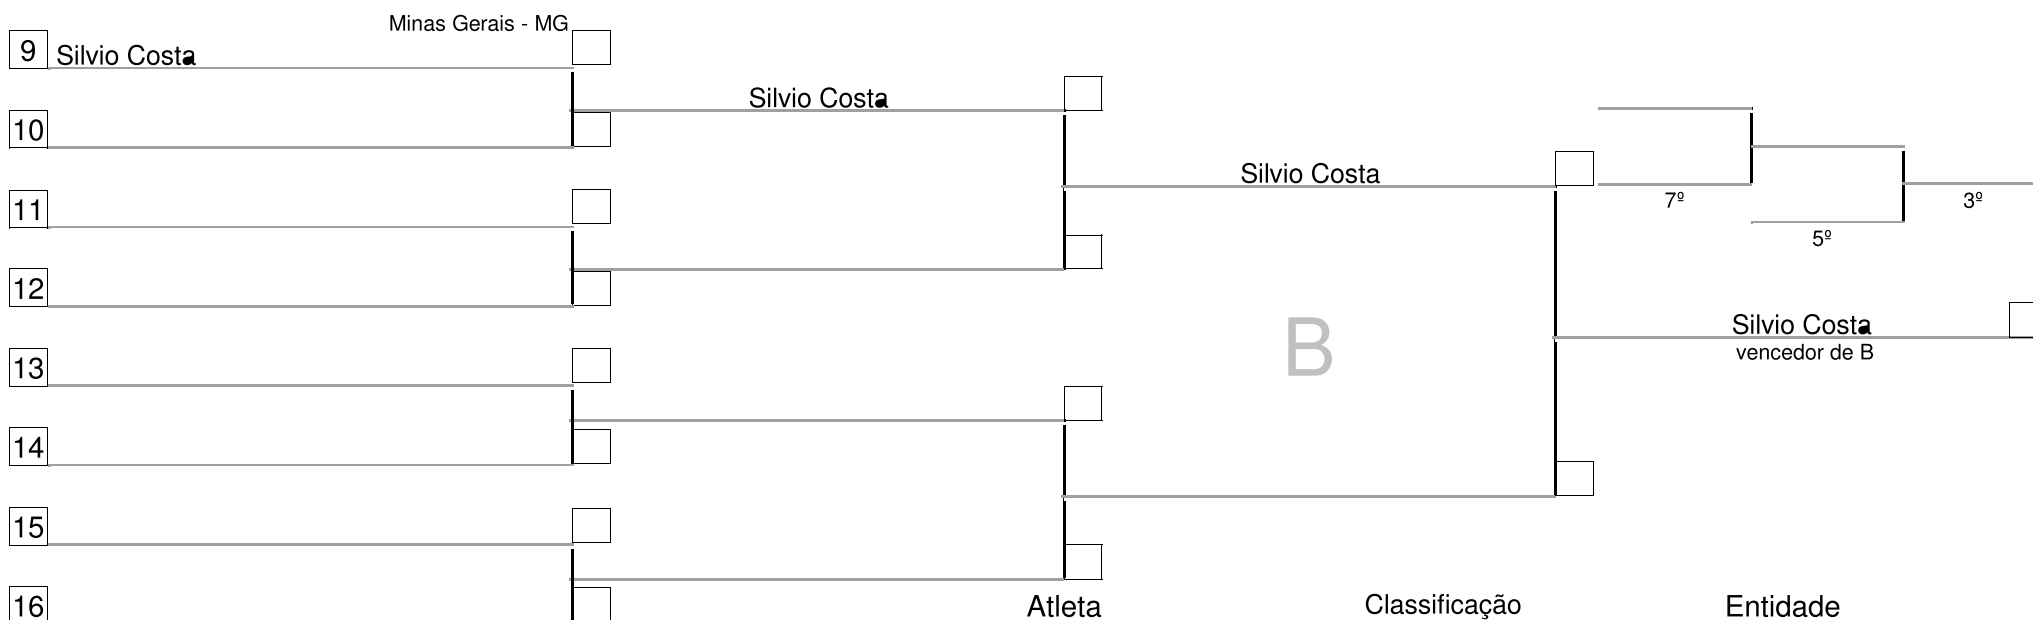 Minas Gerais - MG
9 Silvio Costa
Silvio Costa
10
Silvio Costa
11
7º
3º
5º
12
Silvio Costa
vencedor de B
B
13
14
15
16
Atleta
Classificação
Entidade